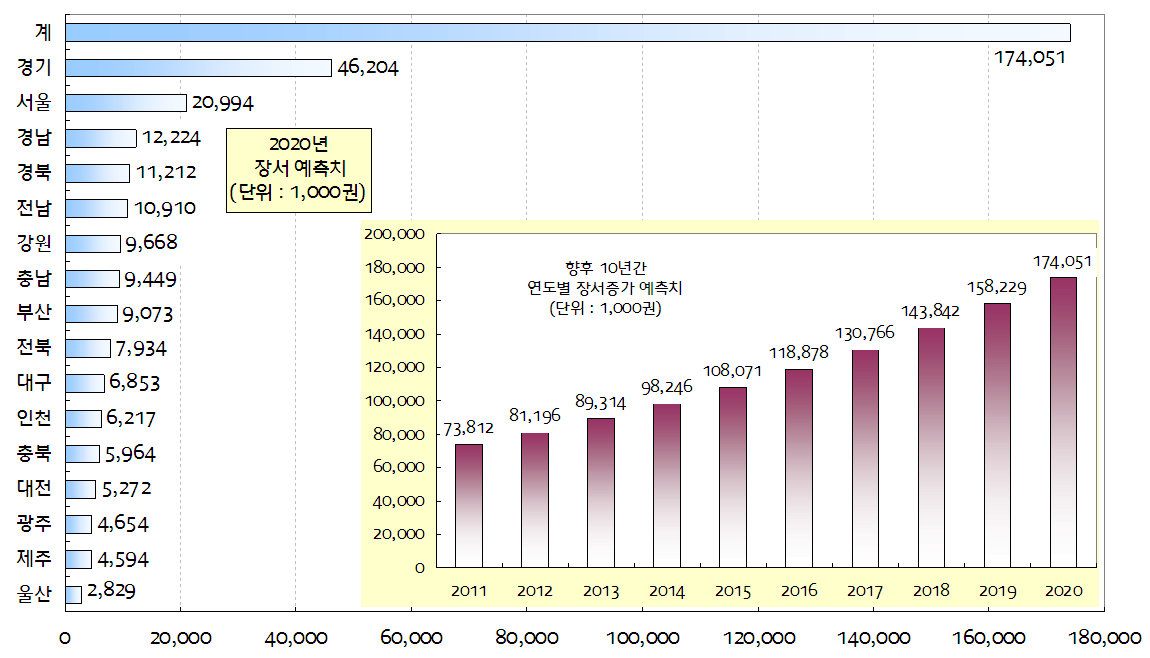 계
174,051
경기
46,204
서울
20,994
경남
12,224
경북
11,212
전남
10,910
강원
9,668
충남
9,449
부산
9,073
전북
7,934
대구
6,853
인천
6,217
충북
5,964
대전
5,272
광주
4,654
제주
4,594
울산
2,829
0
20,000
40,000
60,000
80,000
100,000
120,000
140,000
160,000
180,000
2020년
장서 예측치
(단위 : 1,000권)
향후 10년간
연도별 장서증가 예측치
(단위 : 1,000권)
200,000
180,000
160,000
140,000
120,000
100,000
80,000
60,000
40,000
20,000
0
73,812
81,196
89,314
98,246
108,071
118,878
130,766
143,842
158,229
174,051
2011
2012
2013
2014
2015
2016
2017
2018
2019
2020